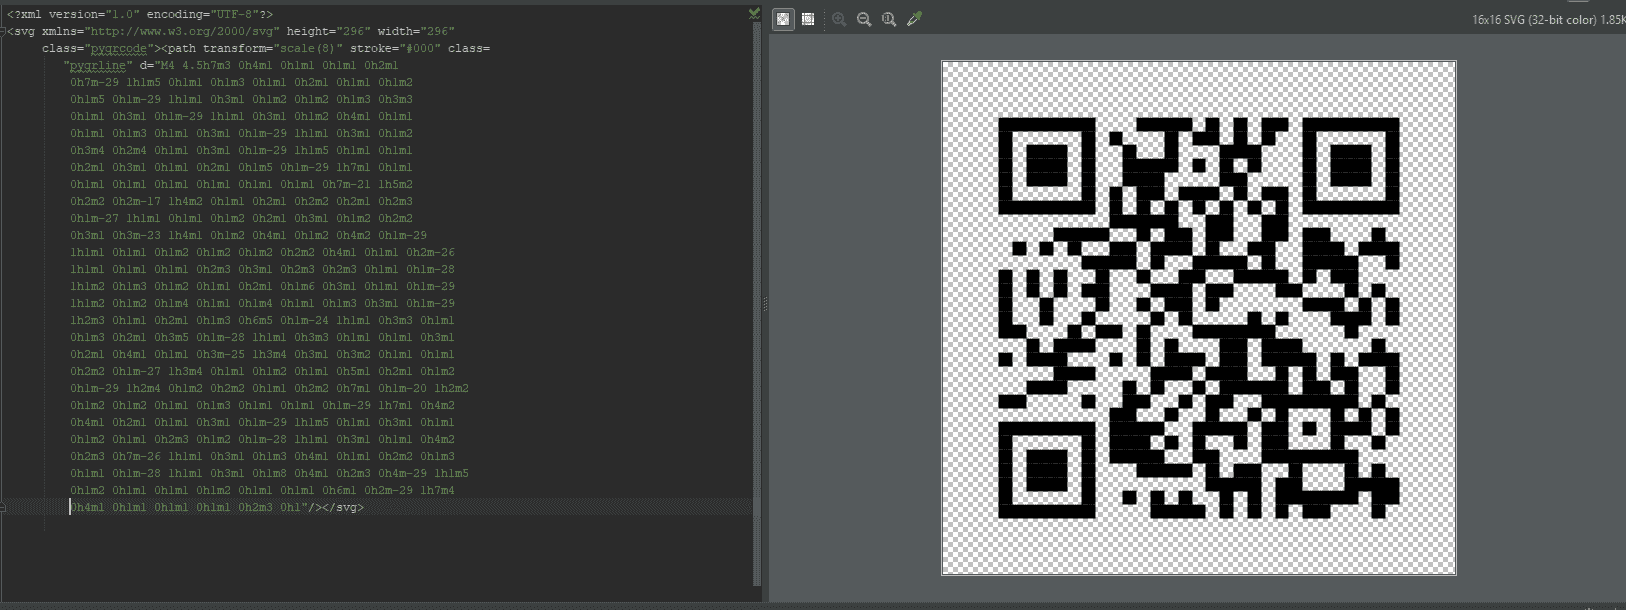 <?xml version="1.0" encoding="UTF-8"?>
<svg xmlns="http://www.w3.org/2000/svg" height="296" width="296"
class="pyqrcode"><path transform="scale(8)" stroke="#000" class=
"pyqrline" d="M4 4.5h7m3 0h4m1 0h1m1 0h1m1 0h2m1
0h7m-29 1h1m5 0h1m1 0h1m3 0h1m1 0h2m1 0h1m1 0h1m2
0h1m5 0h1m-29 1h1m1 0h3m1 0h1m2 0h1m2 0h1m3 0h3m3
0h1m1 0h3m1 0h1m-29 1h1m1 0h3m1 0h1m2 0h4m1 0h1m1
0h1m1 0h1m3 0h1m1 0h3m1 0h1m-29 1h1m1 0h3m1 0h1m2
0h3m4 0h2m4 0h1m1 0h3m1 0h1m-29 1h1m5 0h1m1 0h1m1
0h2m1 0h3m1 0h1m1 0h2m1 0h1m5 0h1m-29 1h7m1 0h1m1
0h1m1 0h1m1 0h1m1 0h1m1 0h1m1 0h7m-21 1h5m2
0h2m2 0h2m-17 1h4m2 0h1m1 0h2m1 0h2m2 0h2m1 0h2m3
0h1m-27 1h1m1 0h1m1 0h2m1 0h2m1 0h3m1 0h1m2 0h2m2
0h3m1 0h3m-23 1h4m1 0h1m2 0h4m1 0h1m2 0h4m2 0h1m-29
1h1m1 0h1m1 0h1m2 0h1m2 0h1m2 0h2m2 0h4m1 0h1m1 0h2m-26
1h1m1 0h1m1 0h1m1 0h2m3 0h3m1 0h2m3 0h2m3 0h1m1 0h1m-28
1h1m2 0h1m3 0h1m2 0h1m1 0h2m1 0h1m6 0h3m1 0h1m1 0h1m-29
1h1m2 0h1m2 0h1m4 0h1m1 0h1m4 0h1m1 0h1m3 0h3m1 0h1m-29
1h2m3 0h1m1 0h2m1 0h1m3 0h6m5 0h1m-24 1h1m1 0h3m3 0h1m1
0h1m3 0h2m1 0h3m5 0h1m-28 1h1m1 0h3m3 0h1m1 0h1m1 0h3m1
0h2m1 0h4m1 0h1m1 0h3m-25 1h3m4 0h3m1 0h3m2 0h1m1 0h1m1
0h2m2 0h1m-27 1h3m4 0h1m1 0h1m2 0h1m1 0h5m1 0h2m1 0h1m2
0h1m-29 1h2m4 0h1m2 0h2m2 0h1m1 0h2m2 0h7m1 0h1m-20 1h2m2
0h1m2 0h1m2 0h1m1 0h1m3 0h1m1 0h1m1 0h1m-29 1h7m1 0h4m2
0h4m1 0h2m1 0h1m1 0h3m1 0h1m-29 1h1m5 0h1m1 0h3m1 0h1m1
0h1m2 0h1m1 0h2m3 0h1m2 0h1m-28 1h1m1 0h3m1 0h1m1 0h4m2
0h2m3 0h7m-26 1h1m1 0h3m1 0h1m3 0h4m1 0h1m1 0h2m2 0h1m3
0h1m1 0h1m-28 1h1m1 0h3m1 0h1m8 0h4m1 0h2m3 0h4m-29 1h1m5
0h1m2 0h1m1 0h1m1 0h1m2 0h1m1 0h1m1 0h6m1 0h2m-29 1h7m4
0h4m1 0h1m1 0h1m1 0h1m1 0h2m3 0h1"/></svg>
16x16 SVG (32-bit color) 1.85K